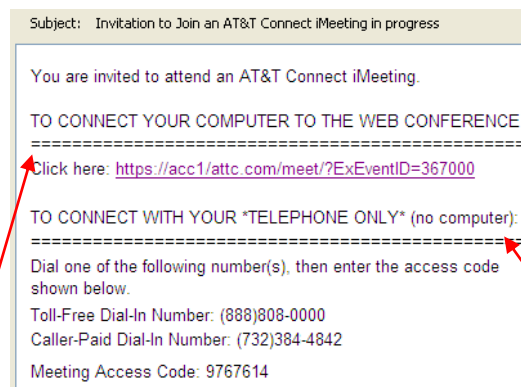 Subject: Invitation to Join an AT&T Connect iMeeting in progress
You are invited to attend an AT&T Connect iMeeting.
TO CONNECT YOUR COMPUTER TO THE WEB CONFERENCE
==================================================
Click here: https://acc1/attc.com/meet/?ExEventID=367000
TO CONNECT WITH YOUR *TELEPHONE ONLY* (no computer):
==================================================
Dial one of the following number(s), then enter the access code
shown below.
Toll-Free Dial-In Number: (888)808-0000
Caller-Paid Dial-In Number: (732)384-4842
Meeting Access Code: 9767614